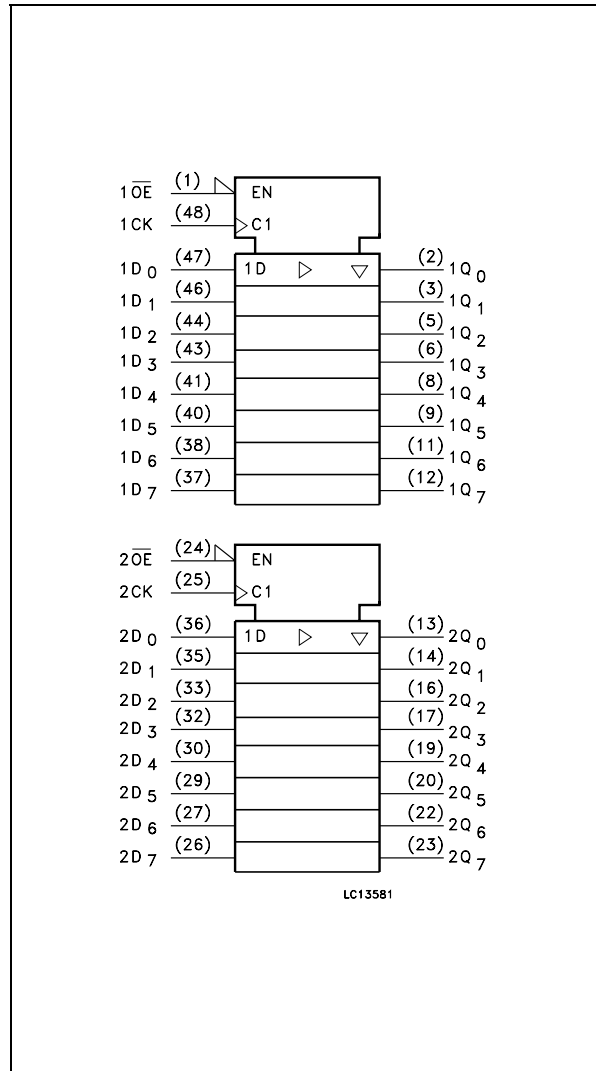 1O̅E̅ (1) EN
1CK (48) C1
1D0 (47) 1D (2) 1Q0
1D1 (46) (3) 1Q1
1D2 (44) (5) 1Q2
1D3 (43) (6) 1Q3
1D4 (41) (8) 1Q4
1D5 (40) (9) 1Q5
1D6 (38) (11) 1Q6
1D7 (37) (12) 1Q7
2O̅E̅ (24) EN
2CK (25) C1
2D0 (36) 1D (13) 2Q0
2D1 (35) (14) 2Q1
2D2 (33) (16) 2Q2
2D3 (32) (17) 2Q3
2D4 (30) (19) 2Q4
2D5 (29) (20) 2Q5
2D6 (27) (22) 2Q6
2D7 (26) (23) 2Q7
LC13581